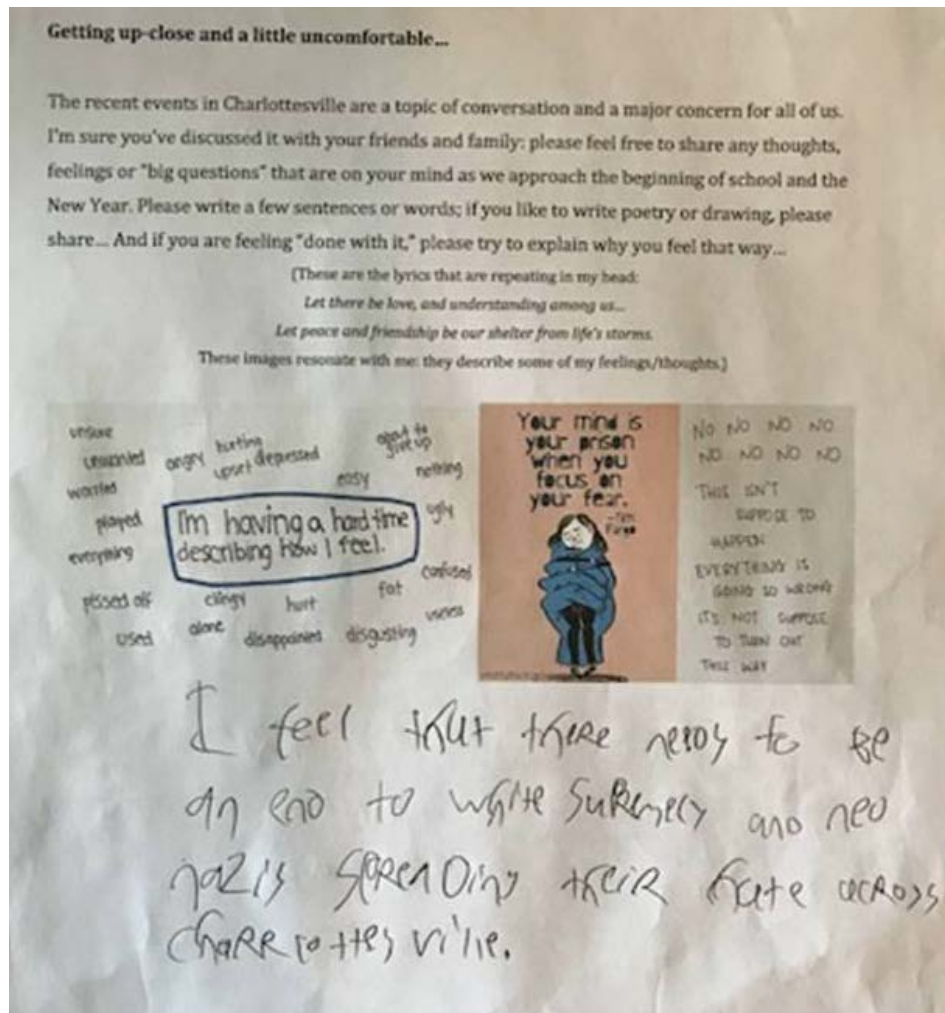 Getting up-close and a little uncomfortable...
The recent events in Charlottesville are a topic of conversation and a major concern for all of us.
I'm sure you've discussed it with your friends and family; please feel free to share any thoughts,
feelings or "big questions" that are on your mind as we approach the beginning of school and the
New Year. Please write a few sentences or words; if you like to write poetry or drawing, please
share... And if you are feeling "done with it," please try to explain why you feel that way...
(These are the lyrics that are repeating in my head:
Let there be love, and understanding among us...
Let peace and friendship be our shelter from life's storms.
These images resonate with me: they describe some of my feelings/thoughts.)
unsure
unwanted
angry
hurting
upset
depressed
about to
give up
worried
easy
nothing
played
I'm having a hard time
describing how I feel.
ugly
everything
confused
pissed off
clingy
hurt
fat
useless
used
alone
disappointed
disgusting
Your mind is
your prison
when you
focus on
your fear.
NO NO NO NO
NO NO NO NO
THIS ISN'T
SUPPOSE TO
HAPPEN
EVERYTHING IS
GOING SO WRONG
IT'S NOT SUPPOSE
TO TURN OUT
THIS WAY
I feel that there needs to be
an end to white supremecy and neo
nazis spreading their hate across
charrlottesville.